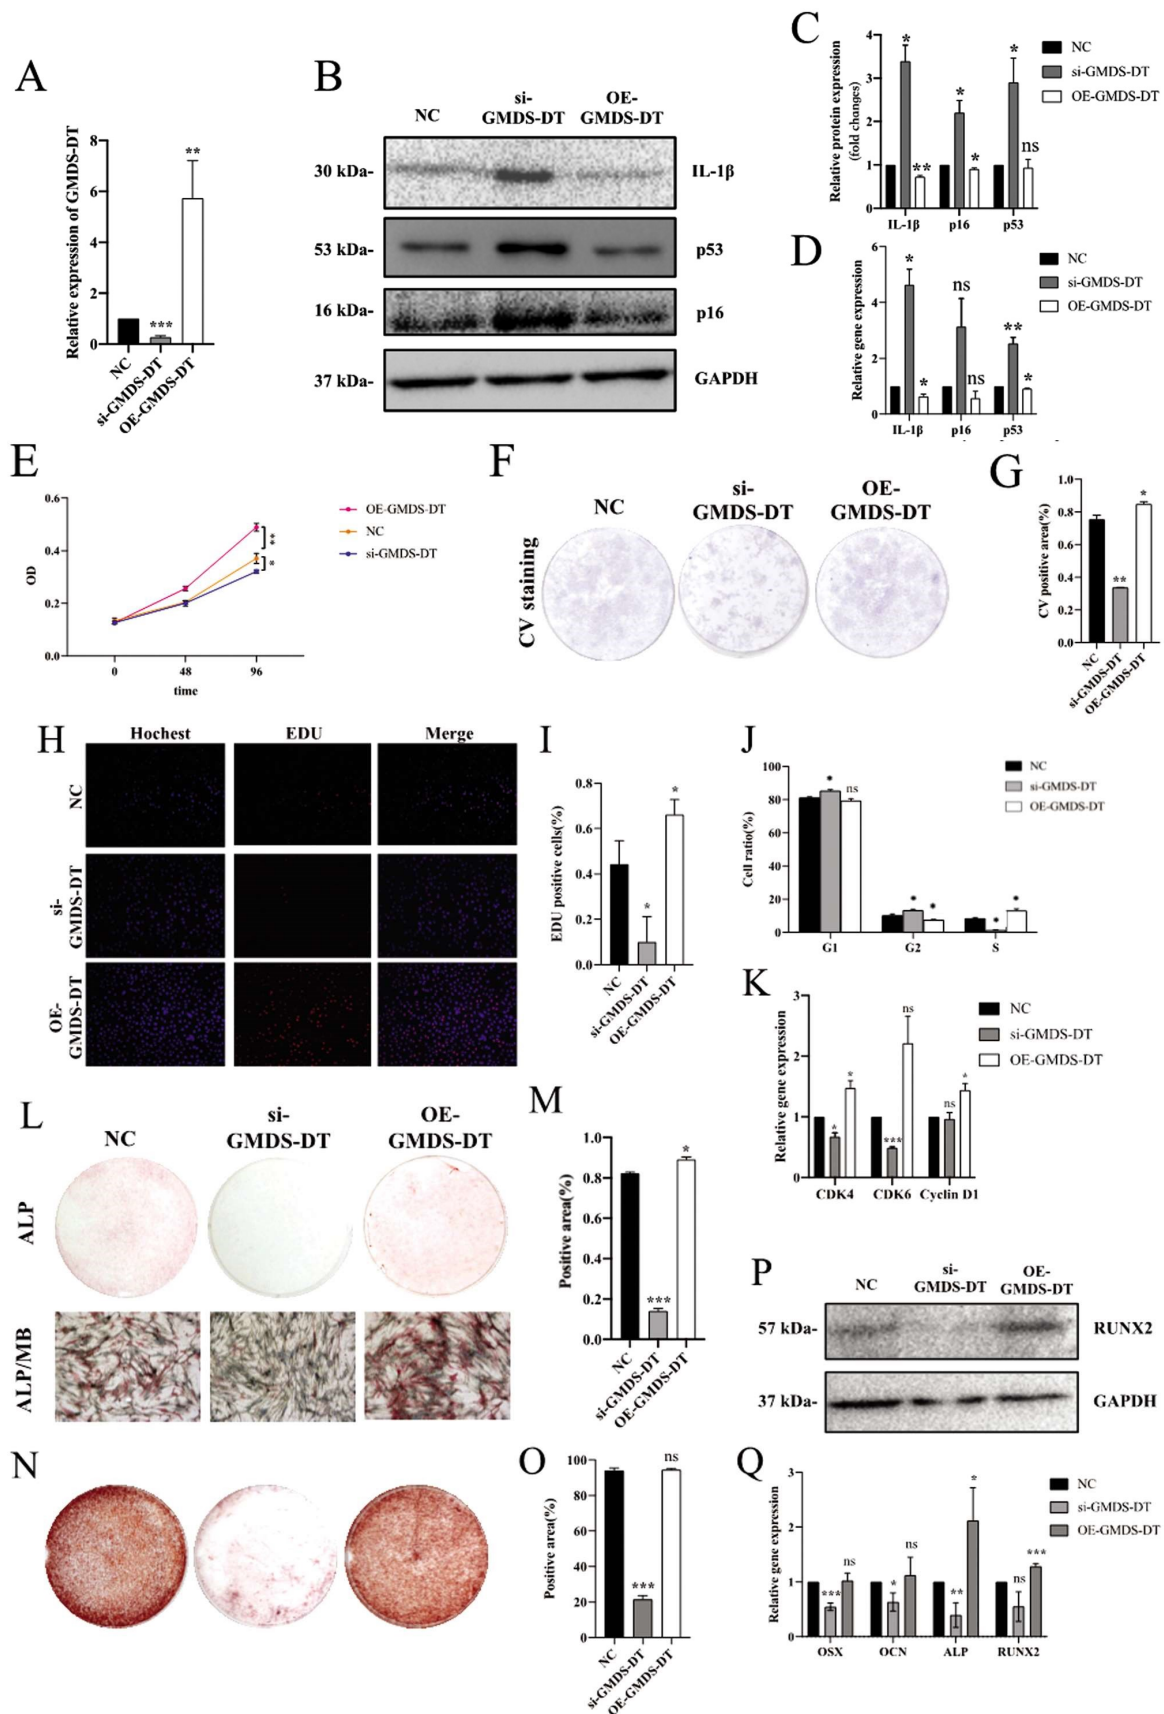 A
Relative expression of GMDS-DT
8
6
4
2
0
**
***
NC
si-GMDS-DT
OE-GMDS-DT
B
NC
si-
GMDS-DT
OE-
GMDS-DT
30 kDa-
IL-1β
53 kDa-
p53
16 kDa-
p16
37 kDa-
GAPDH
C
Relative protein expression
(fold changes)
4
3
2
1
0
* ** * * * ns
IL-1β p16 p53
NC
si-GMDS-DT
OE-GMDS-DT
D
Relative gene expression
6
4
2
0
* * ns ns ** *
IL-1β p16 p53
NC
si-GMDS-DT
OE-GMDS-DT
E
OD
0.6
0.4
0.2
0.0
0 48 96
time
**
*
OE-GMDS-DT
NC
si-GMDS-DT
F
NC
si-
GMDS-DT
OE-
GMDS-DT
CV staining
G
CV positive area(%)
1.0
0.8
0.6
0.4
0.2
0.0
**
*
NC
si-GMDS-DT
OE-GMDS-DT
H
Hochest EDU Merge
NC
si-
GMDS-DT
OE-
GMDS-DT
I
EDU positive cells(%)
0.8
0.6
0.4
0.2
0.0
*
*
NC
si-GMDS-DT
OE-GMDS-DT
J
Cell ratio(%)
100
80
60
40
20
0
* ns * * * *
G1 G2 S
NC
si-GMDS-DT
OE-GMDS-DT
K
Relative gene expression
3
2
1
0
* * *** ns ns *
CDK4 CDK6 Cyclin D1
NC
si-GMDS-DT
OE-GMDS-DT
L
NC
si-
GMDS-DT
OE-
GMDS-DT
ALP
ALP/MB
M
Positive area(%)
1.0
0.8
0.6
0.4
0.2
0.0
***
*
NC
si-GMDS-DT
OE-GMDS-DT
N
O
Positive area(%)
100
80
60
40
20
0
***
ns
NC
si-GMDS-DT
OE-GMDS-DT
P
NC
si-
GMDS-DT
OE-
GMDS-DT
57 kDa-
RUNX2
37 kDa-
GAPDH
Q
Relative gene expression
3
2
1
0
*** ns * ns ** * ns ***
OSX OCN ALP RUNX2
NC
si-GMDS-DT
OE-GMDS-DT